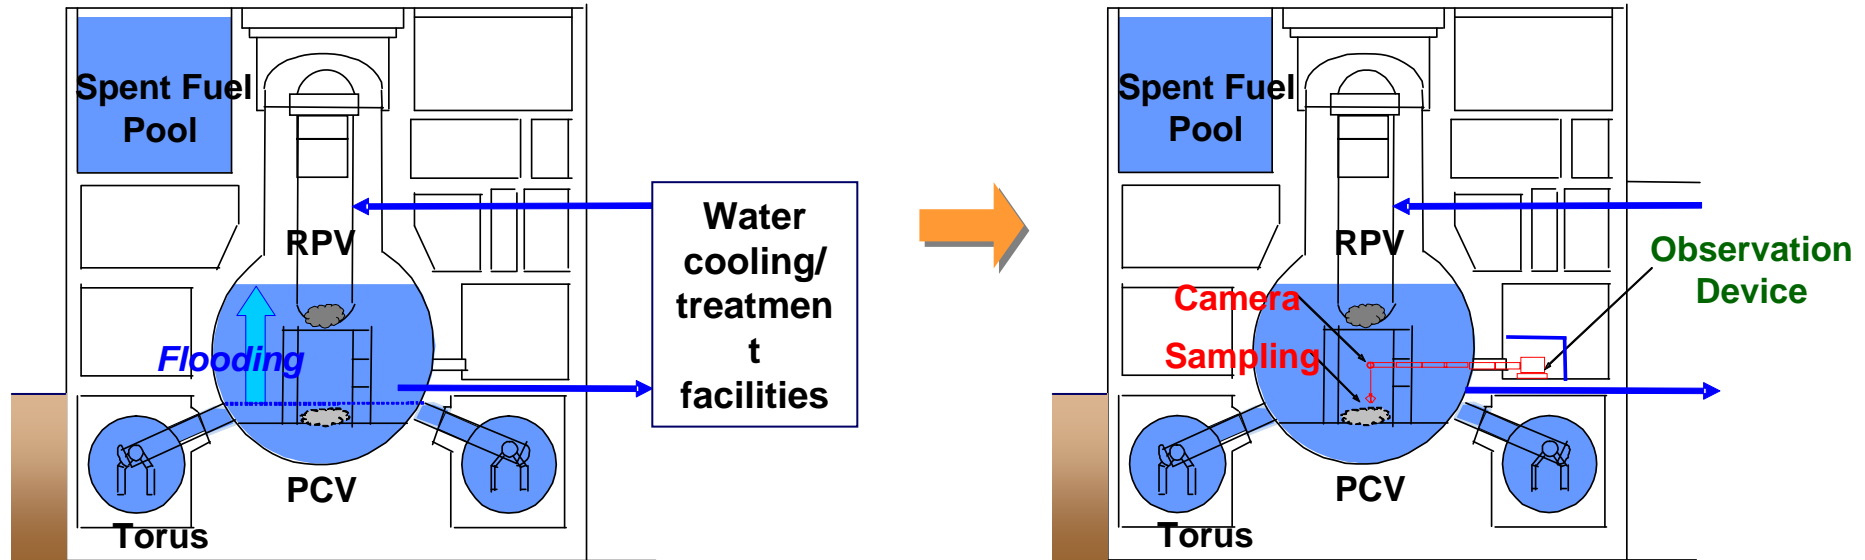 Spent Fuel
Pool
RPV
Flooding
PCV
Torus
Water
cooling/
treatmen
t
facilities
Spent Fuel
Pool
RPV
Camera
Sampling
PCV
Torus
Observation
Device